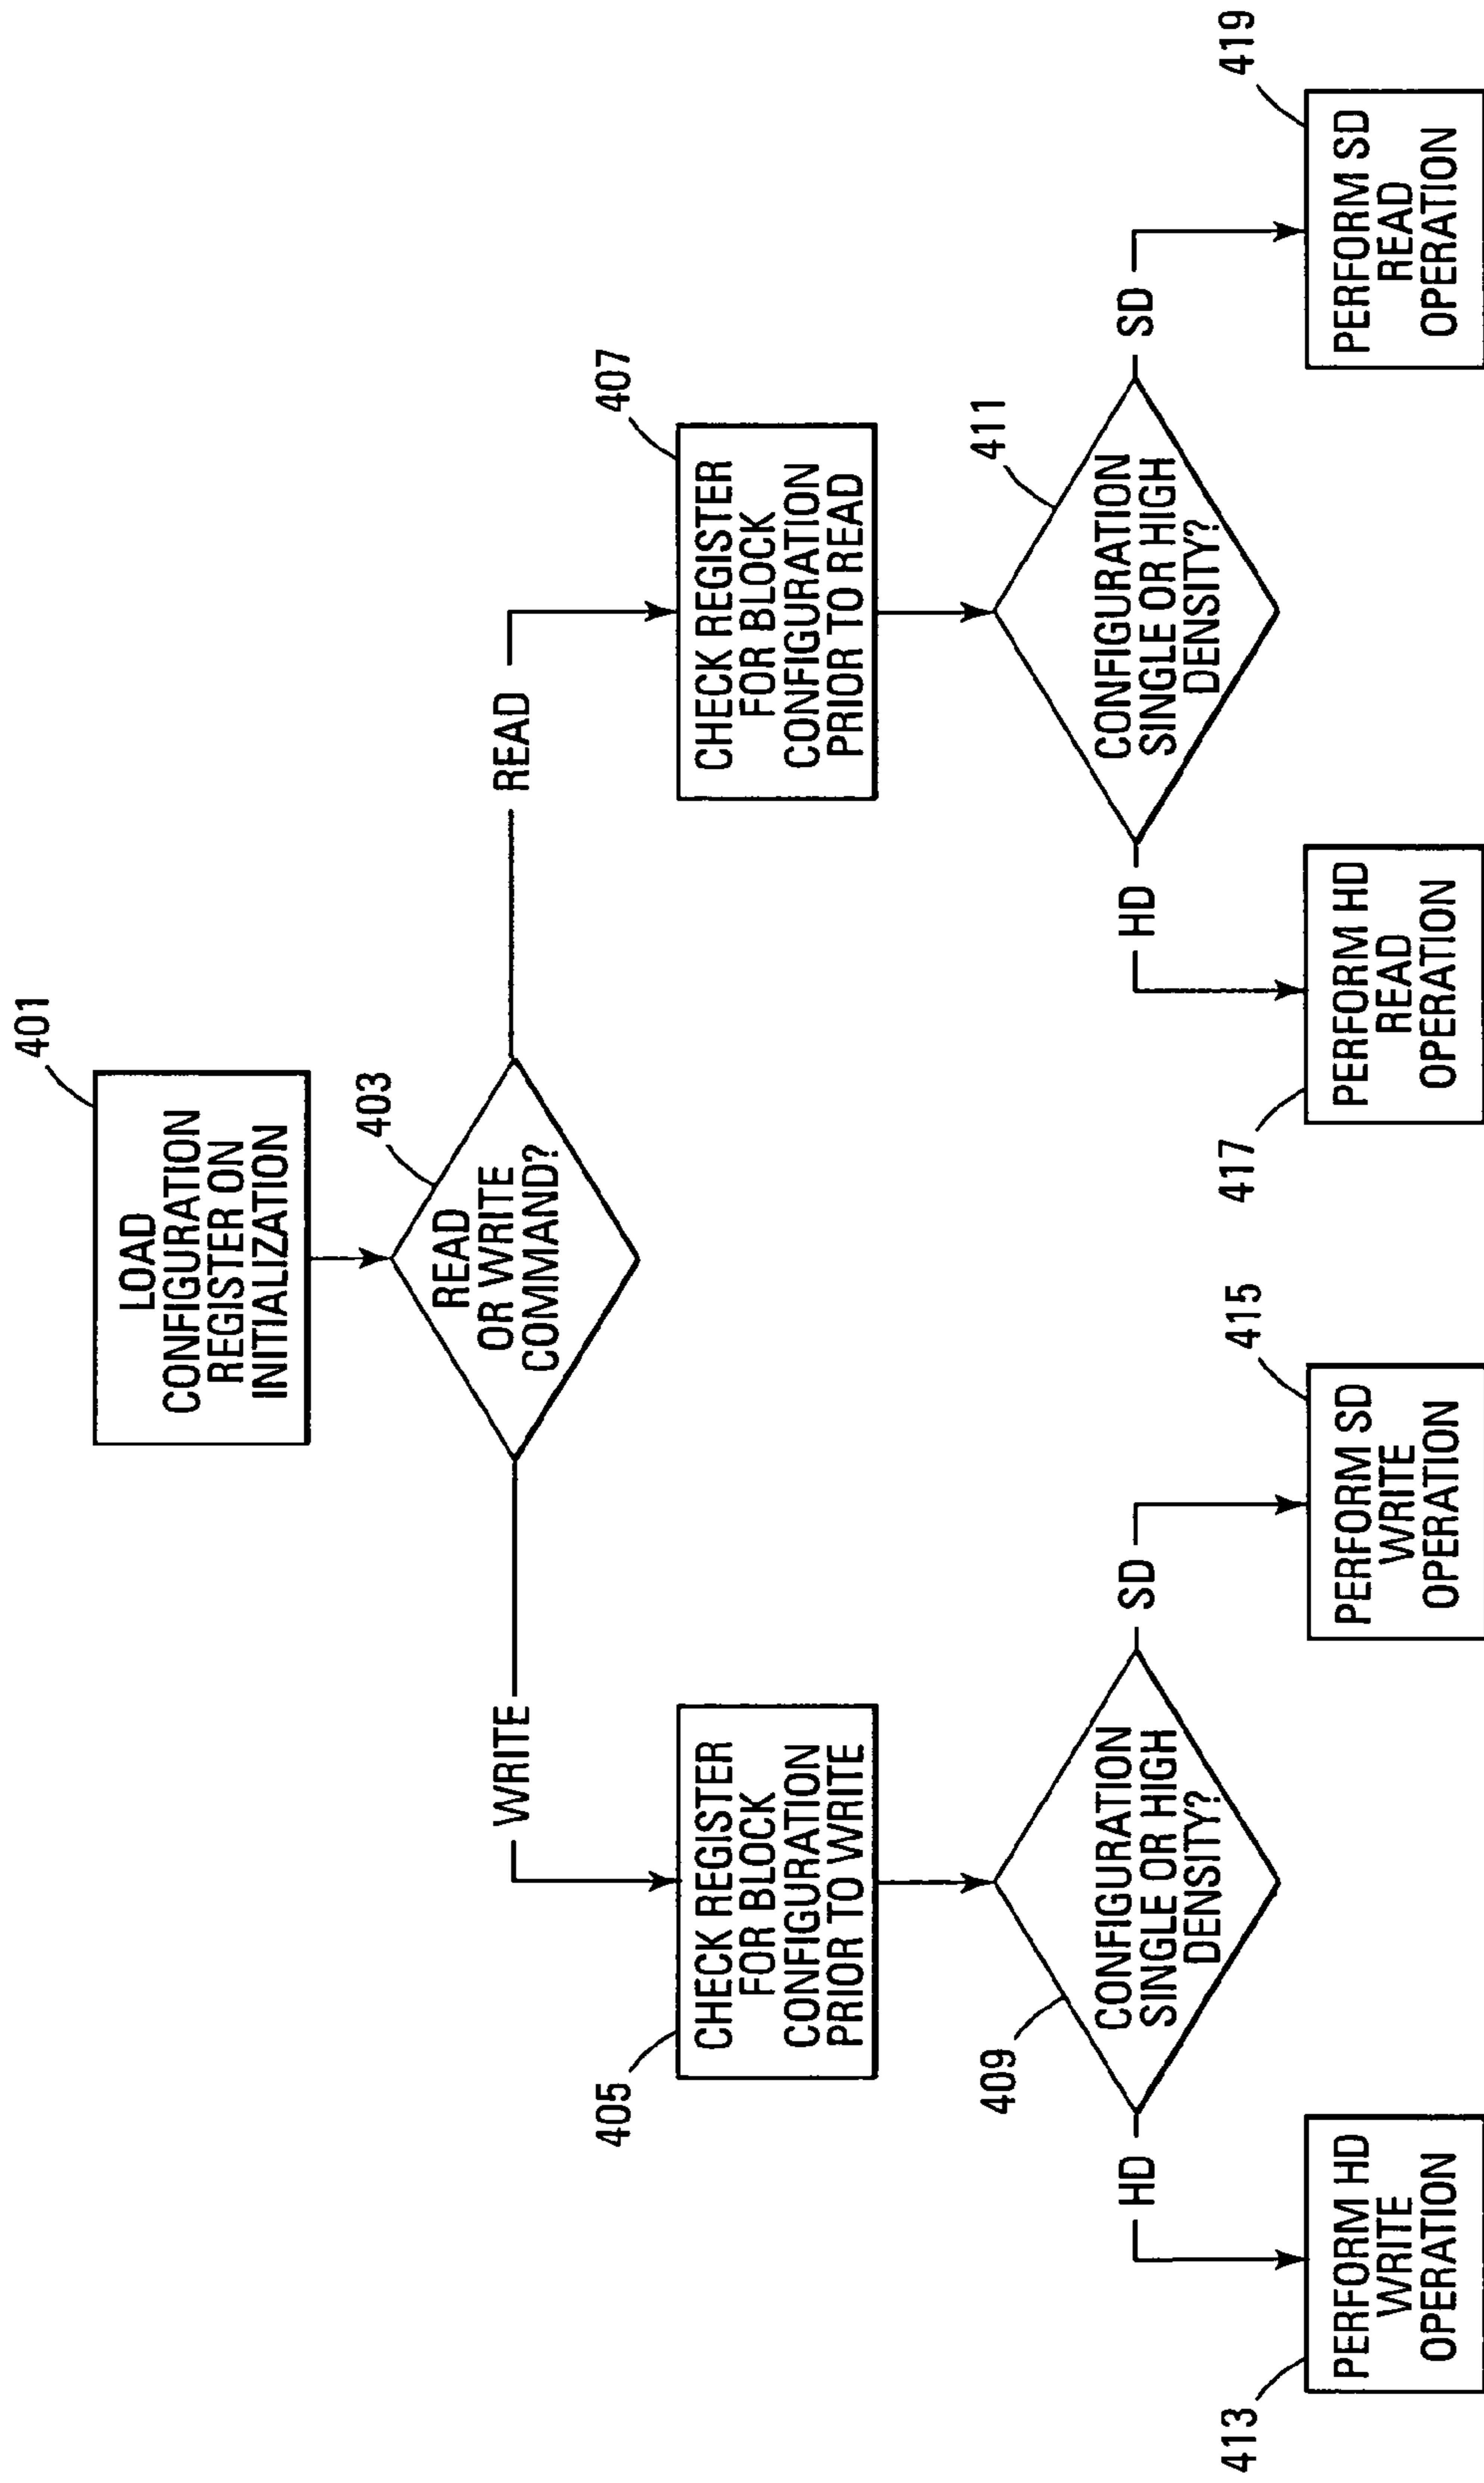 401
LOAD
CONFIGURATION
REGISTER ON
INITIALIZATION
403
READ
OR WRITE
COMMAND?
WRITE
READ
405
CHECK REGISTER
FOR BLOCK
CONFIGURATION
PRIOR TO WRITE
407
CHECK REGISTER
FOR BLOCK
CONFIGURATION
PRIOR TO READ
409
CONFIGURATION
SINGLE OR HIGH
DENSITY?
HD
SD
411
CONFIGURATION
SINGLE OR HIGH
DENSITY?
HD
SD
413
PERFORM HD
WRITE
OPERATION
415
PERFORM SD
WRITE
OPERATION
417
PERFORM HD
READ
OPERATION
419
PERFORM SD
READ
OPERATION